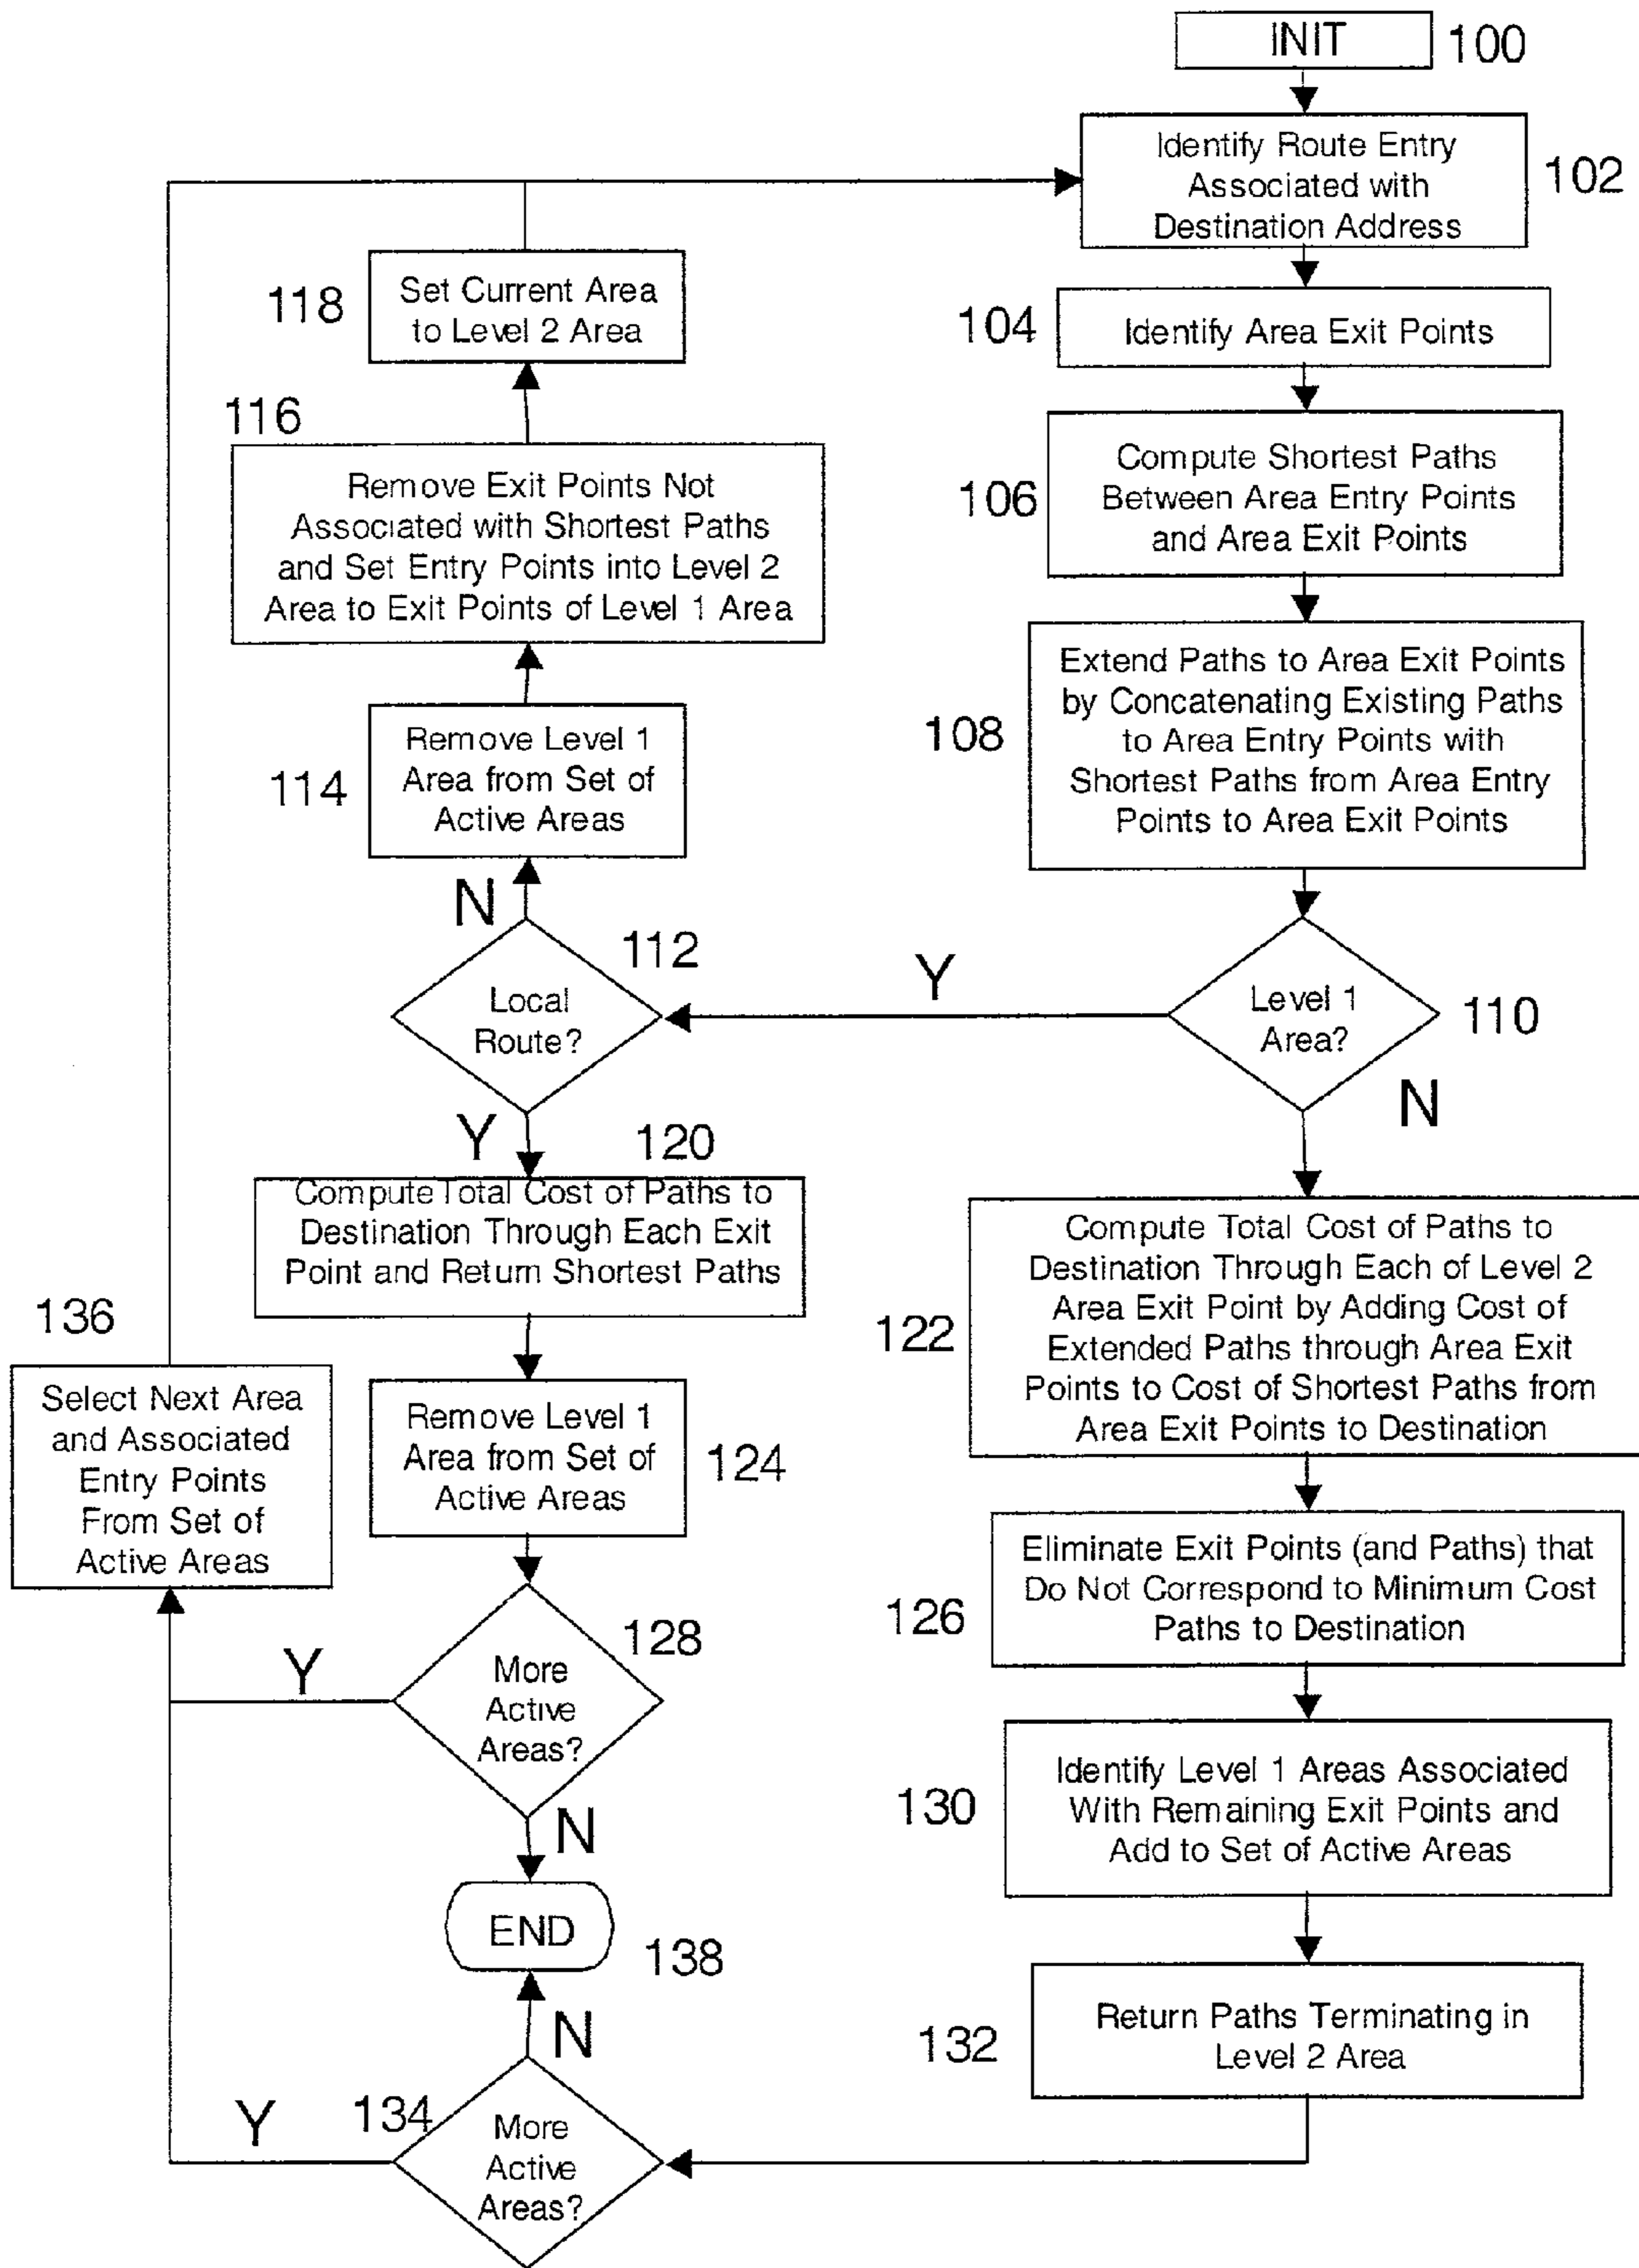 INIT
100
Identify Route Entry
Associated with
Destination Address
102
118
Set Current Area
to Level 2 Area
104
Identify Area Exit Points
116
Remove Exit Points Not
Associated with Shortest Paths
and Set Entry Points into Level 2
Area to Exit Points of Level 1 Area
106
Compute Shortest Paths
Between Area Entry Points
and Area Exit Points
108
Extend Paths to Area Exit Points
by Concatenating Existing Paths
to Area Entry Points with
Shortest Paths from Area Entry
Points to Area Exit Points
114
Remove Level 1
Area from Set of
Active Areas
N
112
Local
Route?
Y
Level 1
Area?
110
N
Y
120
Compute Total Cost of Paths to
Destination Through Each Exit
Point and Return Shortest Paths
122
Compute Total Cost of Paths to
Destination Through Each of Level 2
Area Exit Point by Adding Cost of
Extended Paths through Area Exit
Points to Cost of Shortest Paths from
Area Exit Points to Destination
136
Select Next Area
and Associated
Entry Points
From Set of
Active Areas
Remove Level 1
Area from Set of
Active Areas
124
126
Eliminate Exit Points (and Paths) that
Do Not Correspond to Minimum Cost
Paths to Destination
Y
128
More
Active
Areas?
N
130
Identify Level 1 Areas Associated
With Remaining Exit Points and
Add to Set of Active Areas
END
138
N
132
Return Paths Terminating in
Level 2 Area
Y
134
More
Active
Areas?